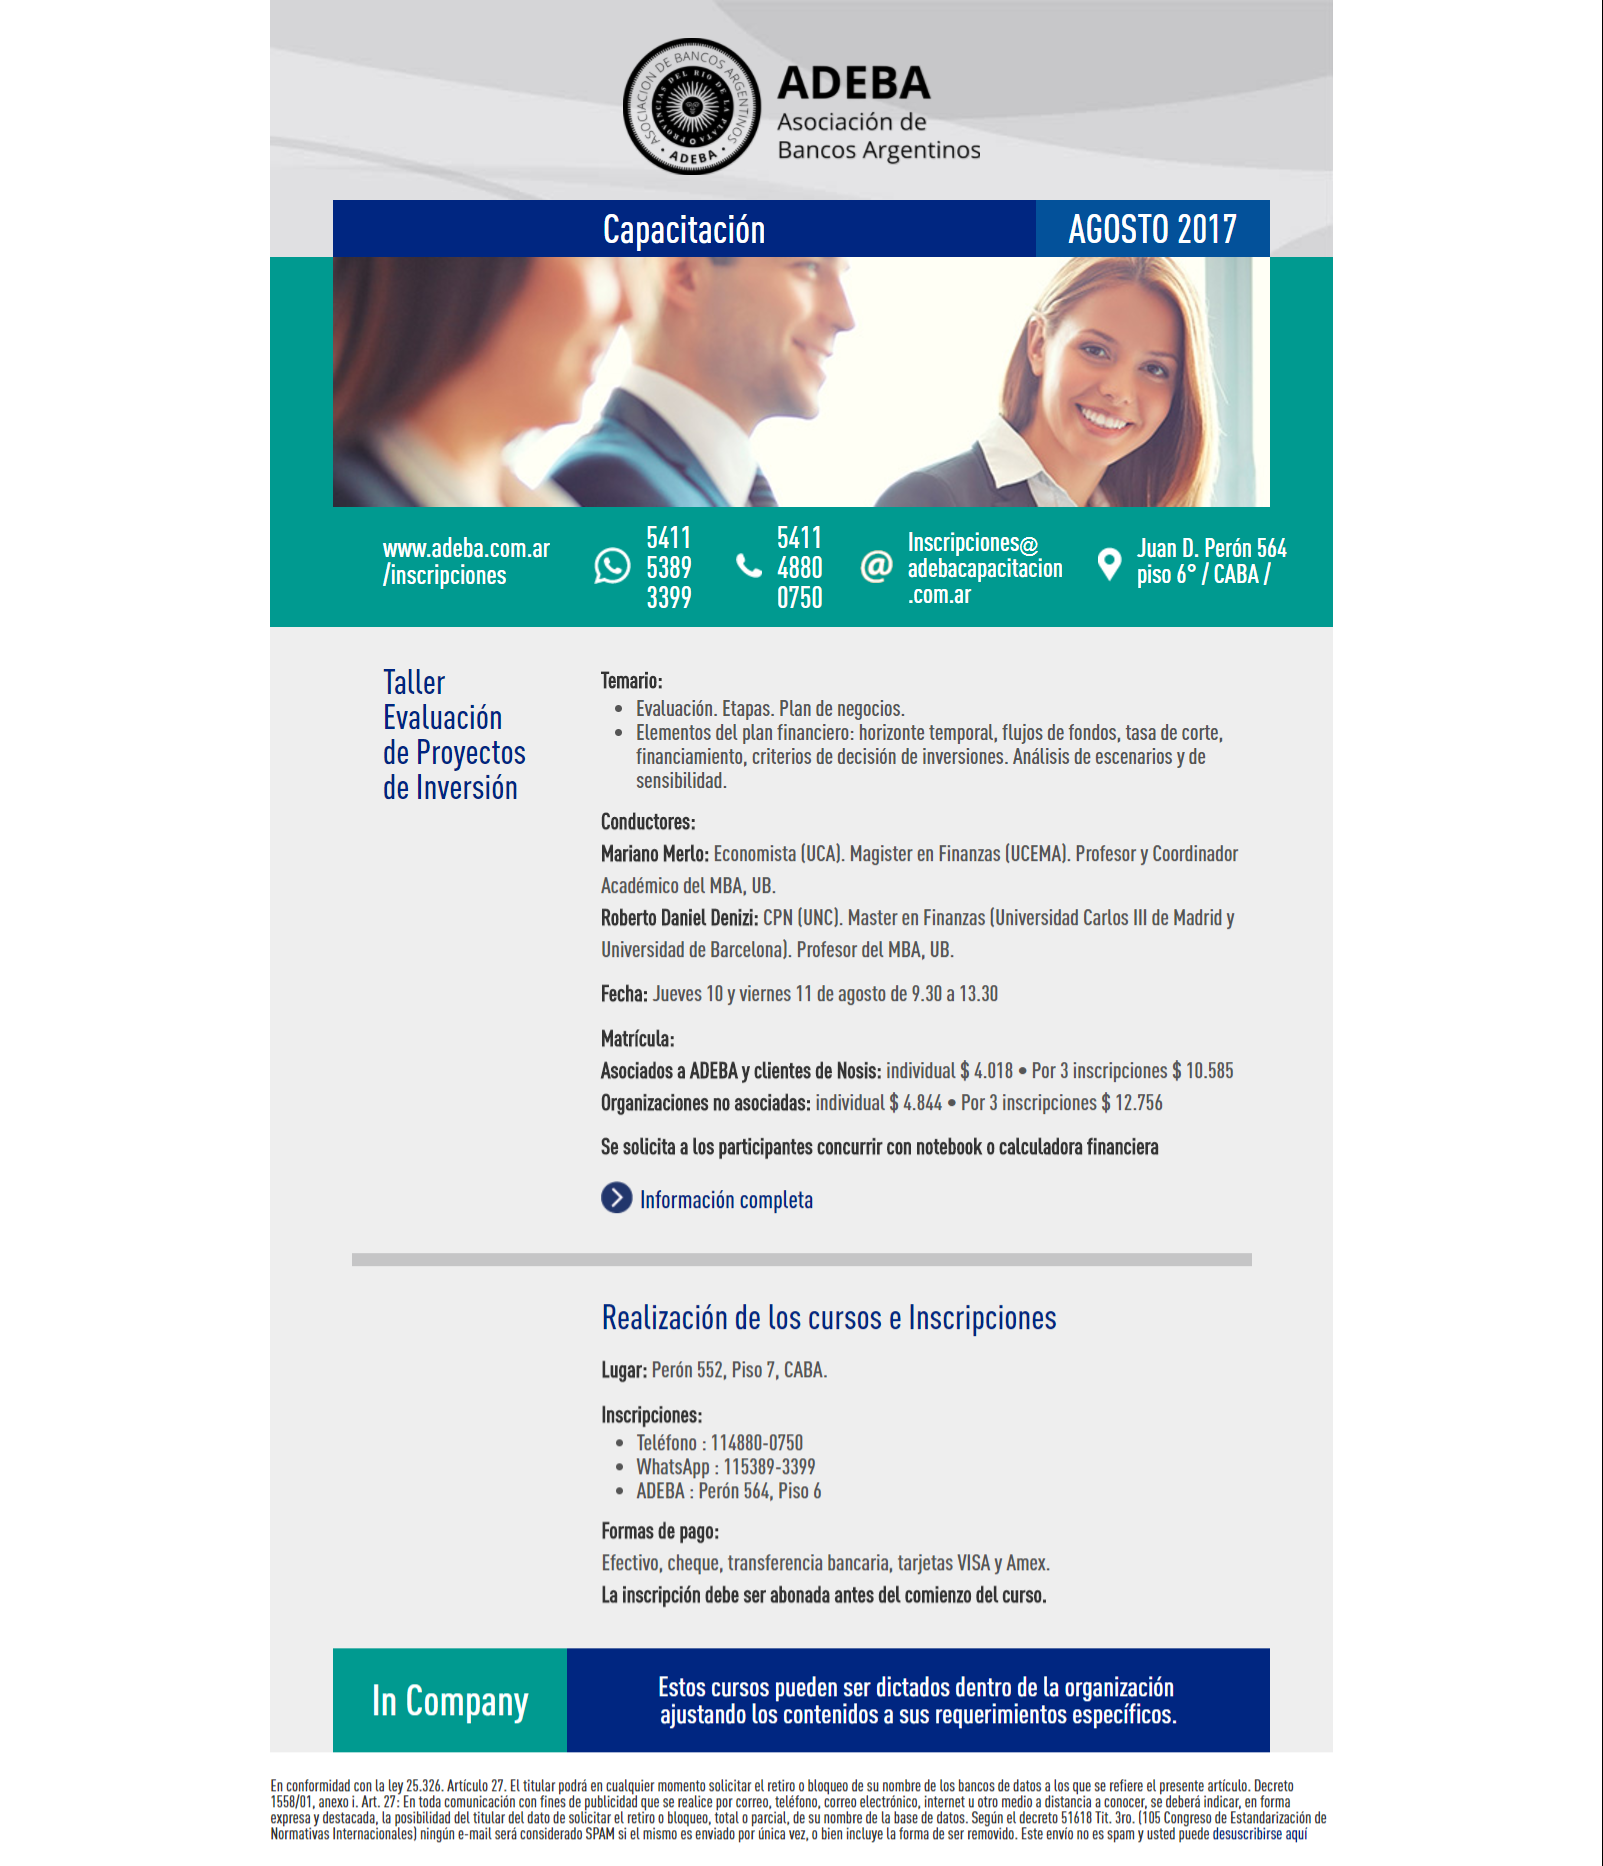 ASOCIACION DE BANCOS ARGENTINOS
PROVINCIAS DEL RIO DE LA PLATA
• ADEBA •
ADEBA
Asociación de
Bancos Argentinos
Capacitación
AGOSTO 2017
www.adeba.com.ar
/inscripciones
5411
5389
3399
5411
4880
0750
Inscripciones@
adebacapacitacion
.com.ar
Juan D. Perón 564
piso 6° / CABA /
Taller
Evaluación
de Proyectos
de Inversión
Temario:
• Evaluación. Etapas. Plan de negocios.
• Elementos del plan financiero: horizonte temporal, flujos de fondos, tasa de corte,
financiamiento, criterios de decisión de inversiones. Análisis de escenarios y de
sensibilidad.
Conductores:
Mariano Merlo: Economista (UCA). Magister en Finanzas (UCEMA). Profesor y Coordinador
Académico del MBA, UB.
Roberto Daniel Denizi: CPN (UNC). Master en Finanzas (Universidad Carlos III de Madrid y
Universidad de Barcelona). Profesor del MBA, UB.
Fecha: Jueves 10 y viernes 11 de agosto de 9.30 a 13.30
Matrícula:
Asociados a ADEBA y clientes de Nosis: individual $ 4.018 • Por 3 inscripciones $ 10.585
Organizaciones no asociadas: individual $ 4.844 • Por 3 inscripciones $ 12.756
Se solicita a los participantes concurrir con notebook o calculadora financiera
Información completa
Realización de los cursos e Inscripciones
Lugar: Perón 552, Piso 7, CABA.
Inscripciones:
• Teléfono : 114880-0750
• WhatsApp : 115389-3399
• ADEBA : Perón 564, Piso 6
Formas de pago:
Efectivo, cheque, transferencia bancaria, tarjetas VISA y Amex.
La inscripción debe ser abonada antes del comienzo del curso.
In Company
Estos cursos pueden ser dictados dentro de la organización
ajustando los contenidos a sus requerimientos específicos.
En conformidad con la ley 25.326. Artículo 27. El titular podrá en cualquier momento solicitar el retiro o bloqueo de su nombre de los bancos de datos a los que se refiere el presente artículo. Decreto
1558/01, anexo i. Art. 27: En toda comunicación con fines de publicidad que se realice por correo, teléfono, correo electrónico, internet u otro medio a distancia a conocer, se deberá indicar, en forma
expresa y destacada, la posibilidad del titular del dato de solicitar el retiro o bloqueo, total o parcial, de su nombre de la base de datos. Según el decreto 51618 Tit. 3ro. (105 Congreso de Estandarización de
Normativas Internacionales) ningún e-mail será considerado SPAM si el mismo es enviado por única vez, o bien incluye la forma de ser removido. Este envío no es spam y usted puede desuscribirse aquí